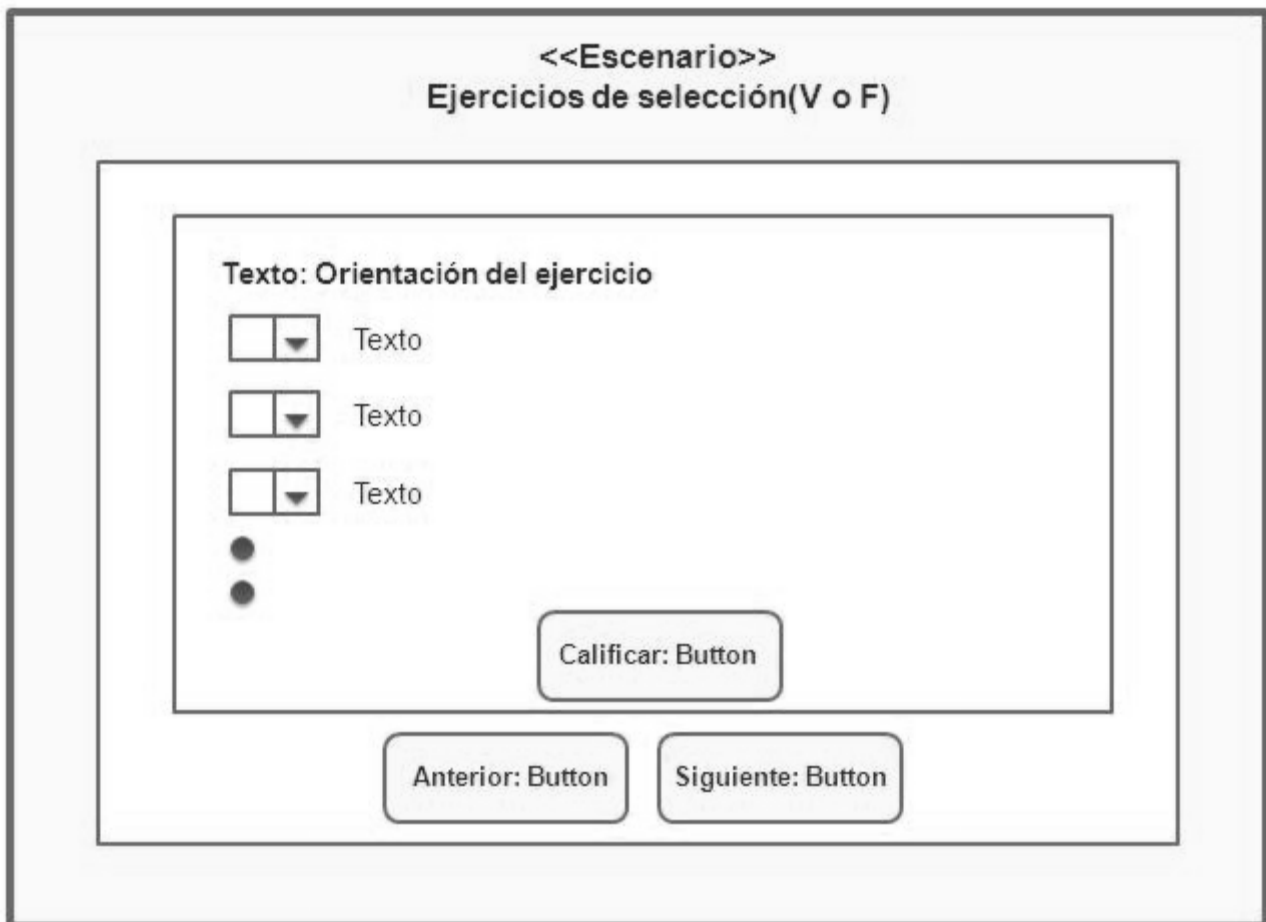 <<Escenario>>
Ejercicios de selección(V o F)
Texto: Orientación del ejercicio
Texto
Texto
Texto
Calificar: Button
Anterior: Button
Siguiente: Button